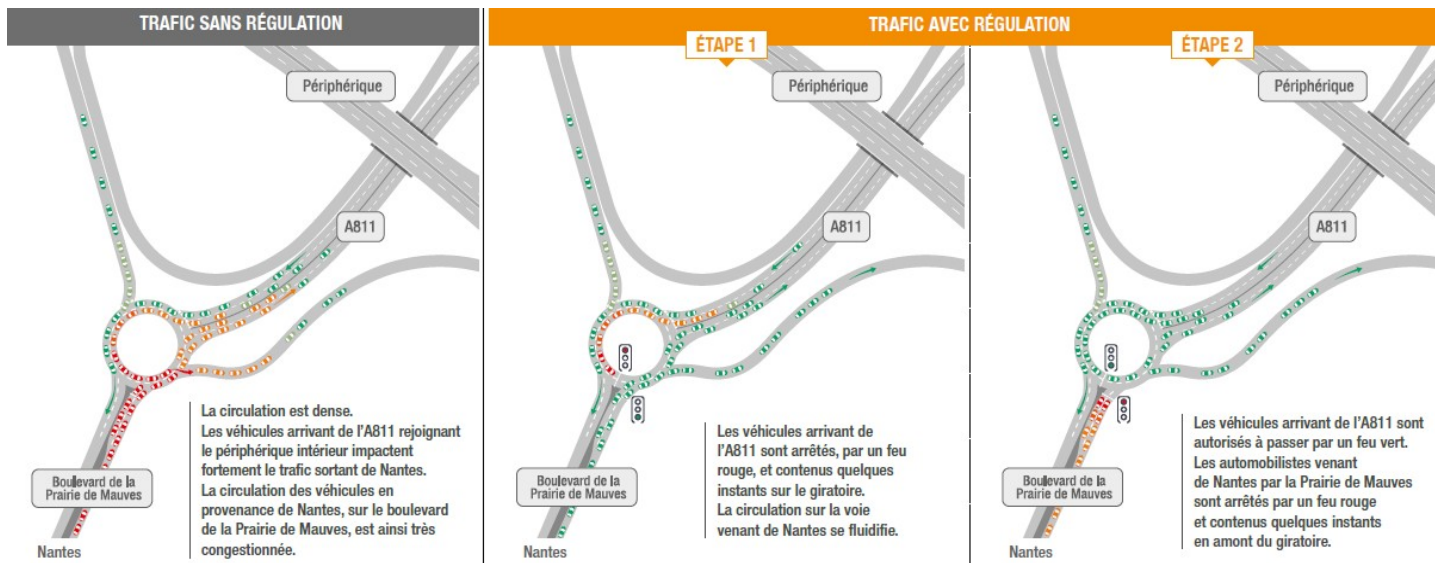 TRAFIC SANS RÉGULATION
Périphérique
A811
La circulation est dense.
Les véhicules arrivant de l'A811 rejoignant
le périphérique intérieur impactent
fortement le trafic sortant de Nantes.
La circulation des véhicules en
provenance de Nantes, sur le boulevard
de la Prairie de Mauves, est ainsi très
congestionnée.
Boulevard de la
Prairie de Mauves
Nantes
TRAFIC AVEC RÉGULATION
ÉTAPE 1
Périphérique
A811
Les véhicules arrivant de
l'A811 sont arrêtés, par un feu
rouge, et contenus quelques
instants sur le giratoire.
La circulation sur la voie
venant de Nantes se fluidifie.
Boulevard de la
Prairie de Mauves
Nantes
ÉTAPE 2
Périphérique
A811
Les véhicules arrivant de l'A811 sont
autorisés à passer par un feu vert.
Les automobilistes venant
de Nantes par la Prairie de Mauves
sont arrêtés par un feu rouge
et contenus quelques instants
en amont du giratoire.
Boulevard de la
Prairie de Mauves
Nantes